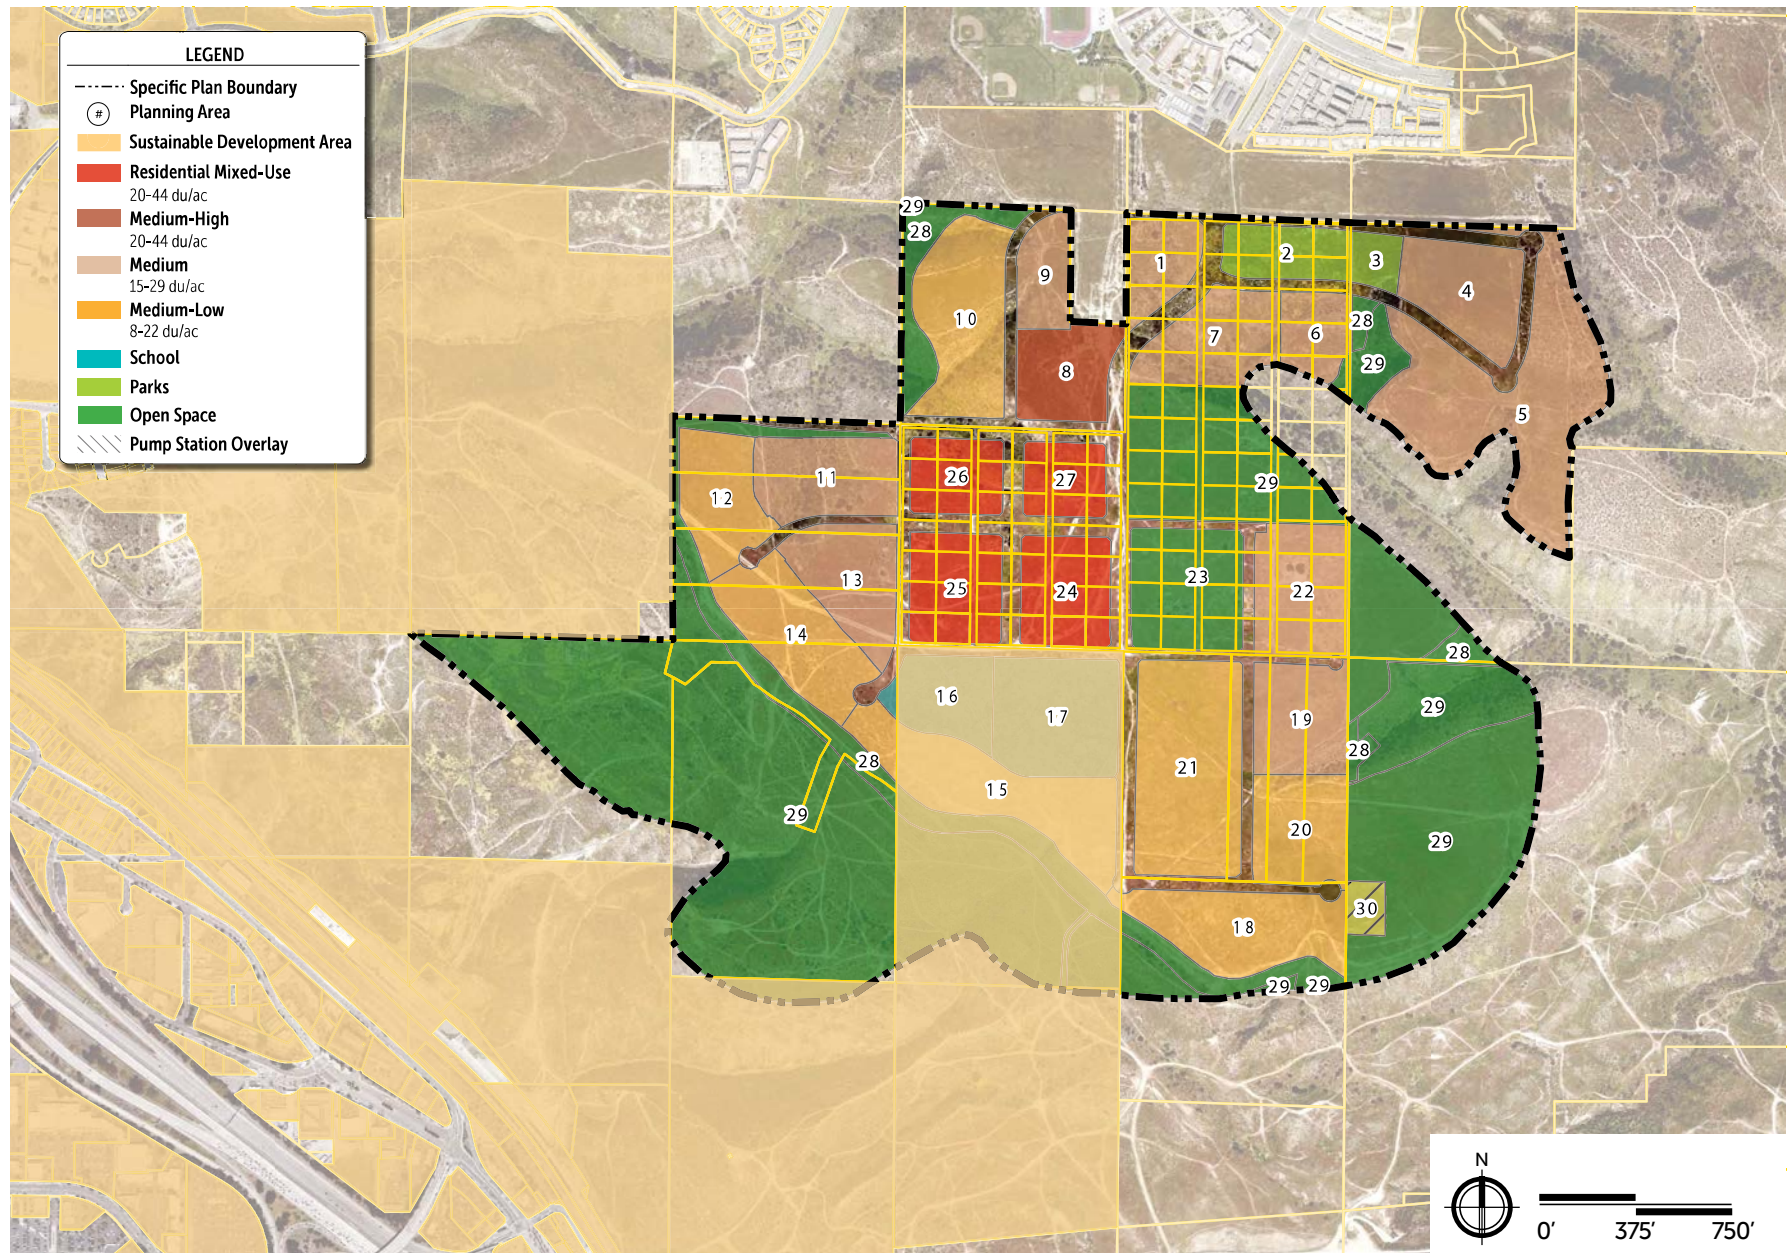 LEGEND
Specific Plan Boundary
# Planning Area
Sustainable Development Area
Residential Mixed-Use
20-44 du/ac
Medium-High
20-44 du/ac
Medium
15-29 du/ac
Medium-Low
8-22 du/ac
School
Parks
Open Space
Pump Station Overlay
29
28
1
2
3
4
9
10
28
7
6
8
29
5
26
27
11
12
29
25
24
23
22
13
14
28
16
17
19
29
28
21
28
15
29
20
29
30
18
29
29
N
0' 375' 750'